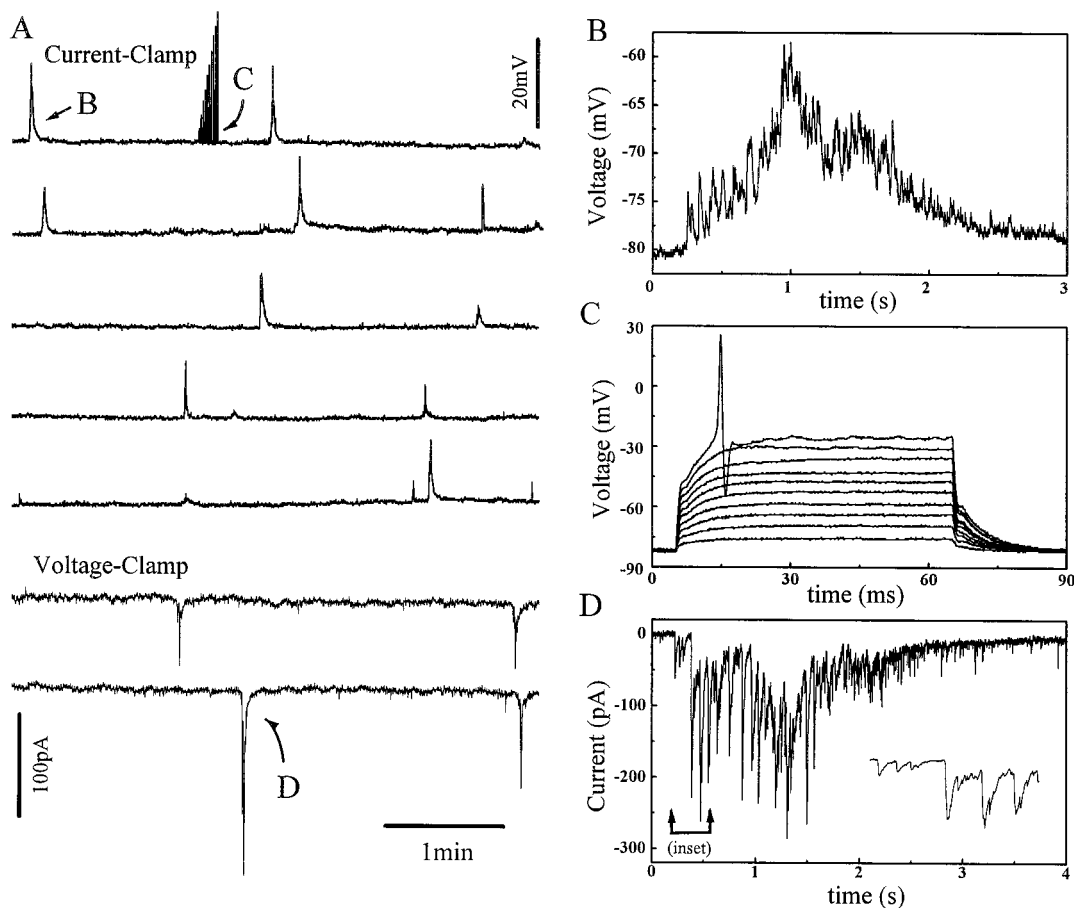 A
Current-Clamp
B
C
20mV
Voltage-Clamp
D
100pA
1min
B
Voltage (mV)
-60
-65
-70
-75
-80
0 1 2 3
time (s)
C
Voltage (mV)
30
0
-30
-60
-90
0 30 60 90
time (ms)
D
Current (pA)
0
-100
-200
-300
(inset)
0 1 2 3 4
time (s)